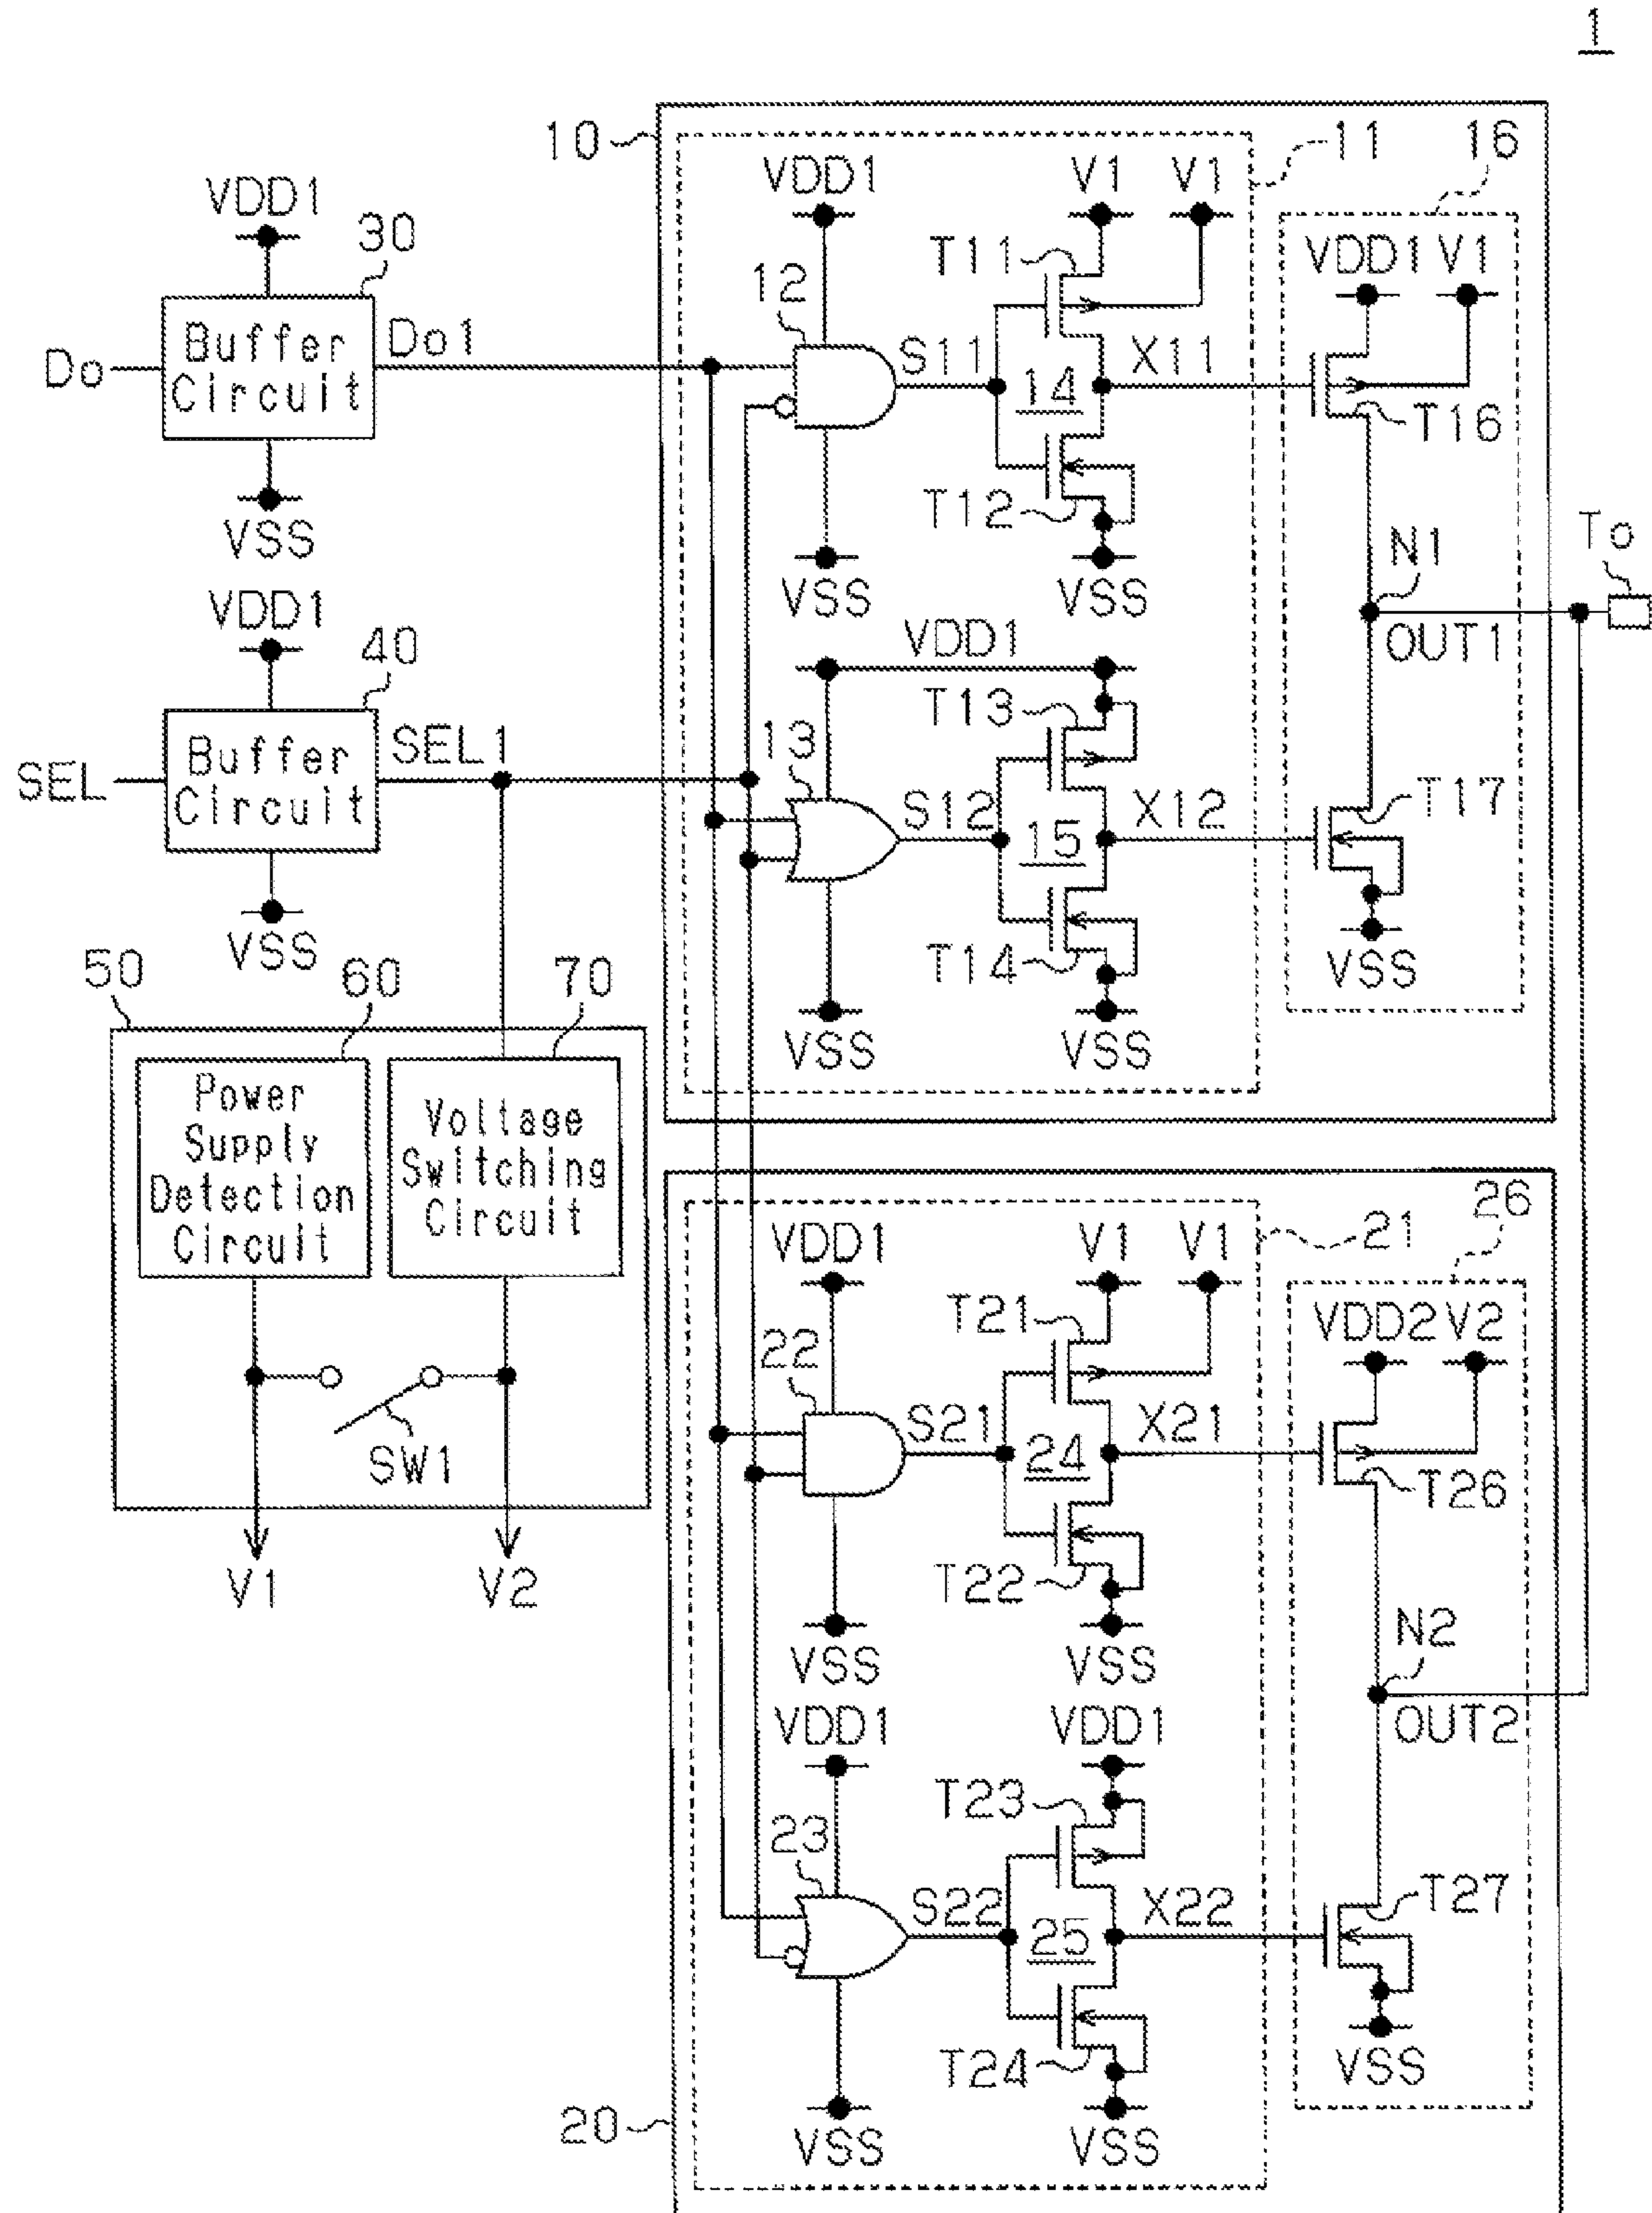 1
10
11
16
VDD1
V1
V1
VDD1
30
T11
VDD1
V1
12
Do
Buffer
Circuit
Do1
S11
14
X11
T16
T12
VSS
VSS
VSS
N1
To
VDD1
VDD1
OUT1
40
T13
SEL
Buffer
Circuit
SEL1
13
S12
15
X12
T17
T14
VSS
VSS
VSS
VSS
50
60
70
Power
Supply
Detection
Circuit
Voltage
Switching
Circuit
SW1
V1
V2
21
26
VDD1
V1
V1
T21
VDD2
V2
22
S21
24
X21
T26
T22
VSS
VSS
N2
VDD1
VDD1
OUT2
T23
23
S22
25
X22
T27
T24
VSS
20
VSS
VSS